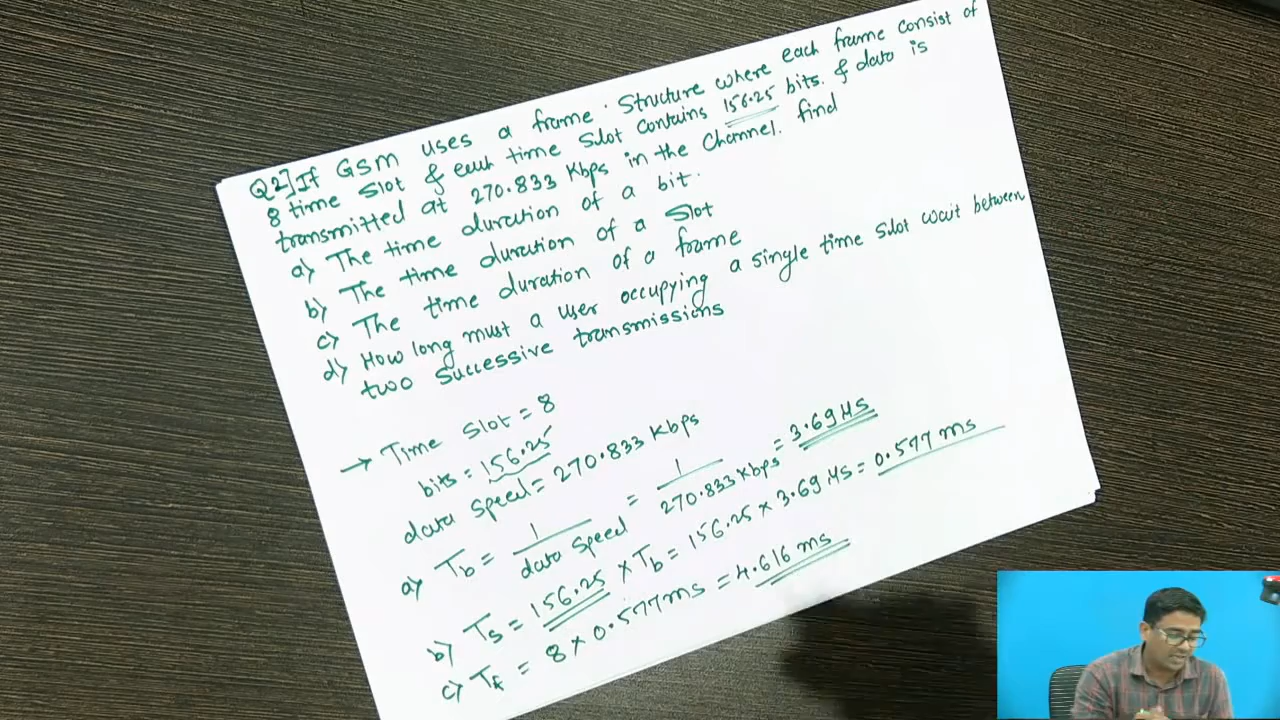 Q2] If GSM uses a frame structure where each frame consist of
8 time slot & each time slot contains 156.25 bits. & data is
transmitted at 270.833 Kbps in the channel. find
a) The time duration of a bit.
b) The time duration of a slot
c) The time duration of a frame
d) How long must a user occupying a single time slot wait between
two successive transmissions
→ Time slot = 8
bits = 156.25
data speed = 270.833 Kbps
a) Tb = 1 / data speed = 1 / 270.833 Kbps = 3.69 μs
b) Ts = 156.25 × Tb = 156.25 × 3.69 μs = 0.577 ms
c) Tf = 8 × 0.577 ms = 4.616 ms